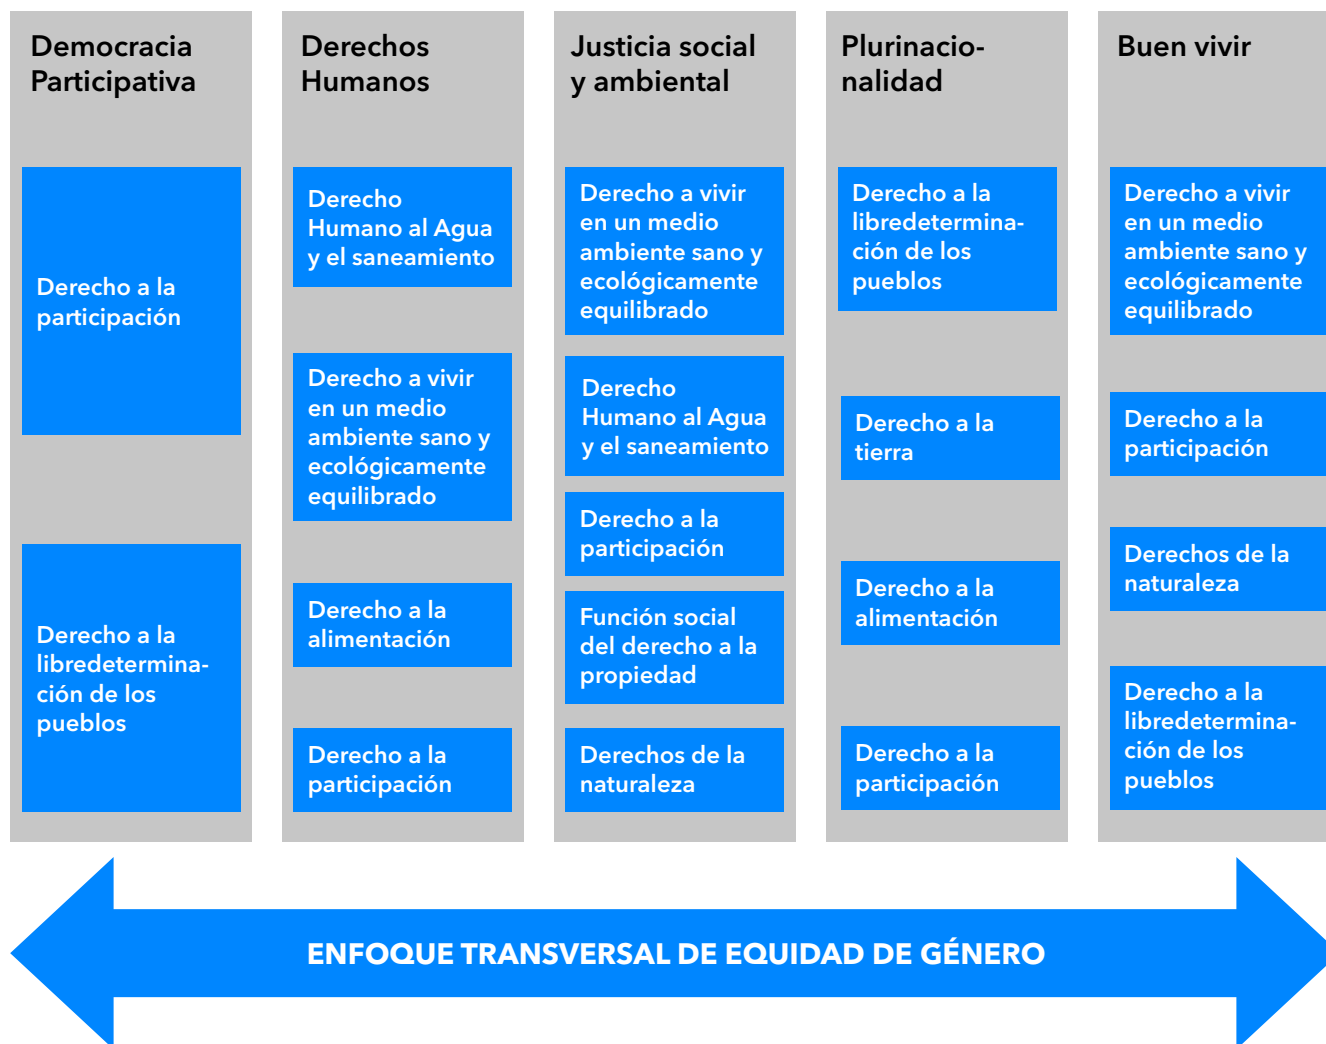 Democracia
Participativa
Derecho a la
participación
Derecho a la
libredetermina-
ción de los
pueblos
Derechos
Humanos
Derecho
Humano al Agua
y el saneamiento
Derecho a vivir
en un medio
ambiente sano y
ecológicamente
equilibrado
Derecho a la
alimentación
Derecho a la
participación
Justicia social
y ambiental
Derecho a vivir
en un medio
ambiente sano y
ecológicamente
equilibrado
Derecho
Humano al Agua
y el saneamiento
Derecho a la
participación
Función social
del derecho a la
propiedad
Derechos de la
naturaleza
Plurinacio-
nalidad
Derecho a la
libredetermina-
ción de los
pueblos
Derecho a la
tierra
Derecho a la
alimentación
Derecho a la
participación
Buen vivir
Derecho a vivir
en un medio
ambiente sano y
ecológicamente
equilibrado
Derecho a la
participación
Derechos de la
naturaleza
Derecho a la
libredetermina-
ción de los
pueblos
ENFOQUE TRANSVERSAL DE EQUIDAD DE GÉNERO